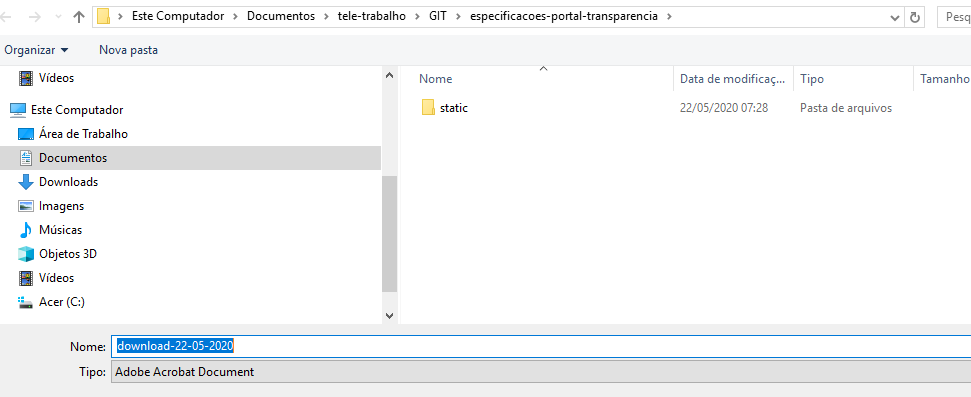 Este Computador > Documentos > tele-trabalho > GIT > especificacoes-portal-transparencia >
Pesq
Organizar
Nova pasta
Vídeos
Este Computador
Área de Trabalho
Documentos
Downloads
Imagens
Músicas
Objetos 3D
Vídeos
Acer (C:)
Nome Data de modificaç... Tipo Tamanho
static 22/05/2020 07:28 Pasta de arquivos
Nome: download-22-05-2020
Tipo: Adobe Acrobat Document